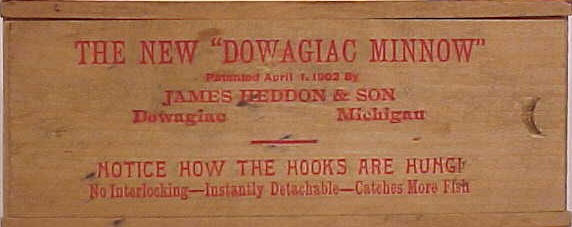 THE NEW "DOWAGIAC MINNOW"
Patented April 1, 1902 By
JAMES HEDDON & SON
Dowagiac Michigan
NOTICE HOW THE HOOKS ARE HUNG!
No Interlocking—Instantly Detachable—Catches More Fish